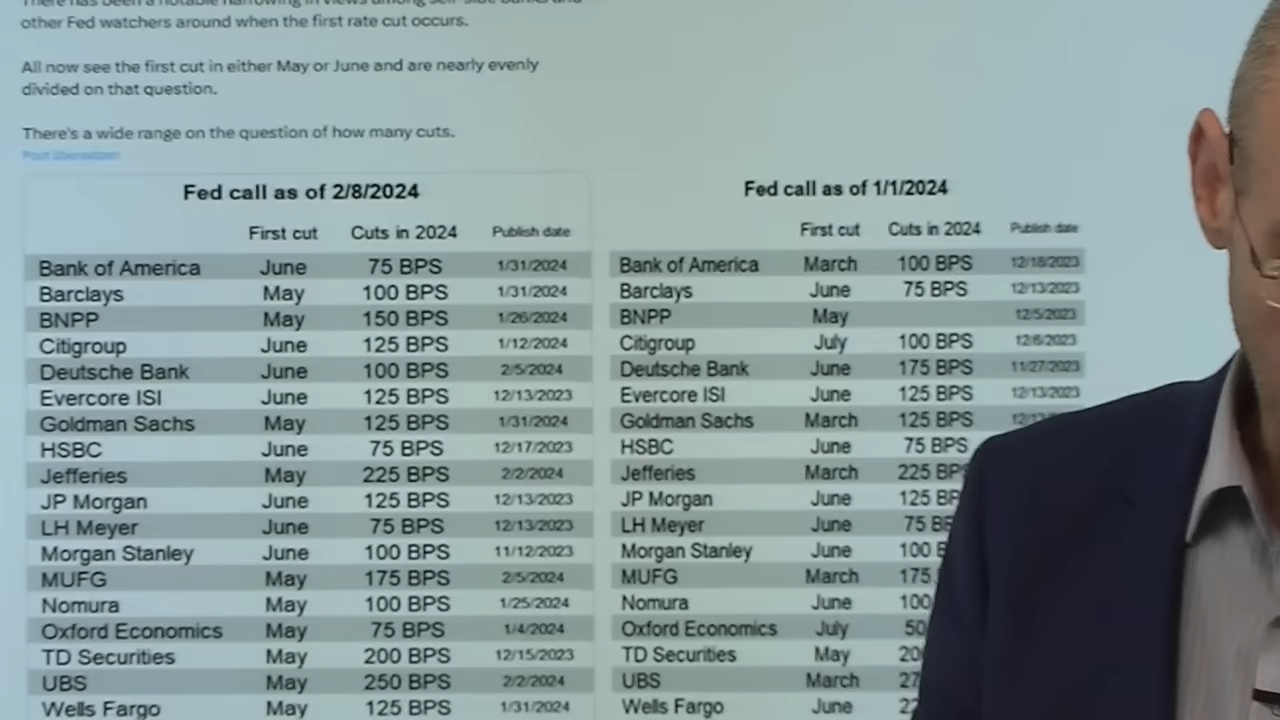 There has been a notable narrowing in views among sell-side banks and
other Fed watchers around when the first rate cut occurs.
All now see the first cut in either May or June and are nearly evenly
divided on that question.
There's a wide range on the question of how many cuts.
Post übersetzen
Fed call as of 2/8/2024
First cut Cuts in 2024 Publish date
Bank of America June 75 BPS 1/31/2024
Barclays May 100 BPS 1/31/2024
BNPP May 150 BPS 1/26/2024
Citigroup June 125 BPS 1/12/2024
Deutsche Bank June 100 BPS 2/5/2024
Evercore ISI June 125 BPS 12/13/2023
Goldman Sachs May 125 BPS 1/31/2024
HSBC June 75 BPS 12/17/2023
Jefferies May 225 BPS 2/2/2024
JP Morgan June 125 BPS 12/13/2023
LH Meyer June 75 BPS 12/13/2023
Morgan Stanley June 100 BPS 11/12/2023
MUFG May 175 BPS 2/5/2024
Nomura May 100 BPS 1/25/2024
Oxford Economics May 75 BPS 1/4/2024
TD Securities May 200 BPS 12/15/2023
UBS May 250 BPS 2/2/2024
Wells Fargo May 125 BPS 1/31/2024
Fed call as of 1/1/2024
First cut Cuts in 2024 Publish date
Bank of America March 100 BPS 12/18/2023
Barclays June 75 BPS 12/13/2023
BNPP May 12/5/2023
Citigroup July 100 BPS 12/6/2023
Deutsche Bank June 175 BPS 11/27/2023
Evercore ISI June 125 BPS 12/13/2023
Goldman Sachs March 125 BPS
HSBC June 75 BPS
Jefferies March 225 BPS
JP Morgan June 125 BP
LH Meyer June 75 BP
Morgan Stanley June 100
MUFG March 175
Nomura June 100
Oxford Economics July 50
TD Securities May 20
UBS March 27
Wells Fargo June 22